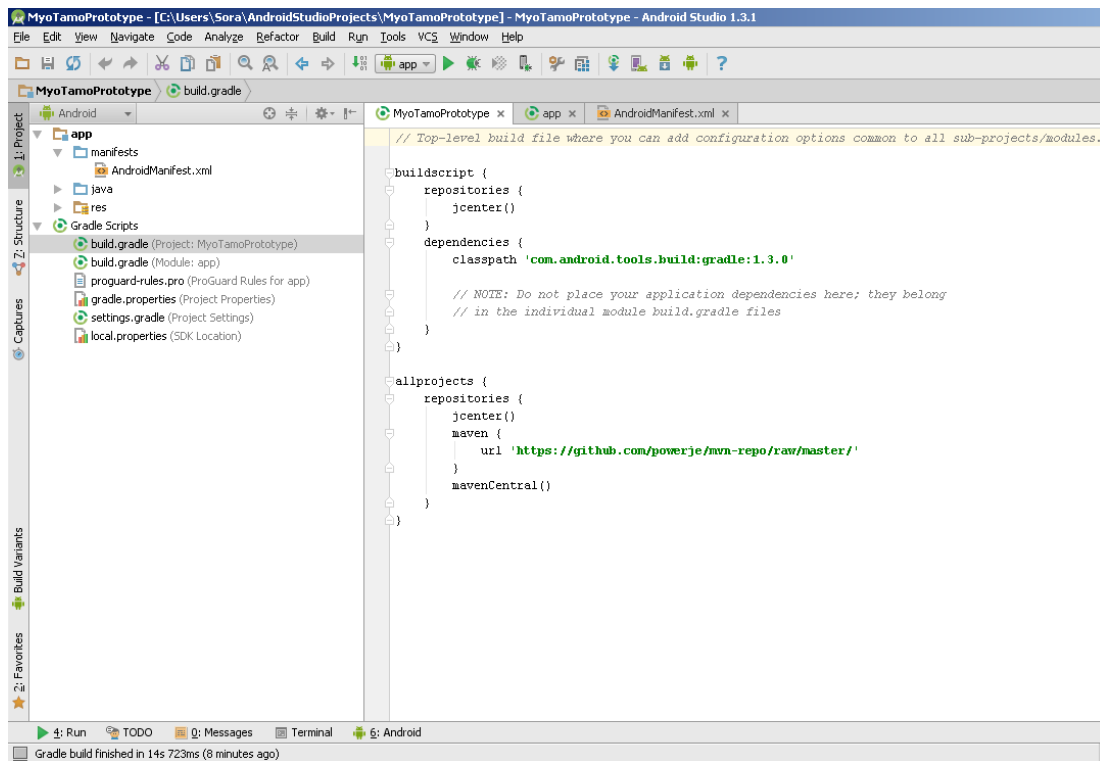 MyoTamoPrototype - [C:\Users\Sora\AndroidStudioProjects\MyoTamoPrototype] - MyoTamoPrototype - Android Studio 1.3.1
File Edit View Navigate Code Analyze Refactor Build Run Tools VCS Window Help
app
MyoTamoPrototype build.gradle
Android
MyoTamoPrototype app AndroidManifest.xml
1: Project
Z: Structure
Captures
Build Variants
2: Favorites
app
manifests
AndroidManifest.xml
java
res
Gradle Scripts
build.gradle (Project: MyoTamoPrototype)
build.gradle (Module: app)
proguard-rules.pro (ProGuard Rules for app)
gradle.properties (Project Properties)
settings.gradle (Project Settings)
local.properties (SDK Location)
// Top-level build file where you can add configuration options common to all sub-projects/modules.
buildscript {
repositories {
jcenter()
}
dependencies {
classpath 'com.android.tools.build:gradle:1.3.0'
// NOTE: Do not place your application dependencies here; they belong
// in the individual module build.gradle files
}
}
allprojects {
repositories {
jcenter()
maven {
url 'https://github.com/powerje/mvn-repo/raw/master/'
}
mavenCentral()
}
}
4: Run TODO 0: Messages Terminal 6: Android
Gradle build finished in 14s 723ms (8 minutes ago)